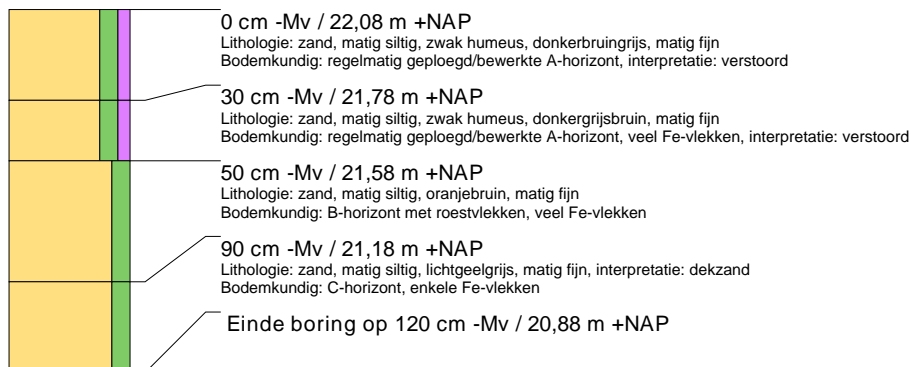 0 cm -Mv / 22,08 m +NAP
Lithologie: zand, matig siltig, zwak humeus, donkerbruingrijs, matig fijn
Bodemkundig: regelmatig geploegd/bewerkte A-horizont, interpretatie: verstoord
30 cm -Mv / 21,78 m +NAP
Lithologie: zand, matig siltig, zwak humeus, donkergrijsbruin, matig fijn
Bodemkundig: regelmatig geploegd/bewerkte A-horizont, veel Fe-vlekken, interpretatie: verstoord
50 cm -Mv / 21,58 m +NAP
Lithologie: zand, matig siltig, oranjebruin, matig fijn
Bodemkundig: B-horizont met roestvlekken, veel Fe-vlekken
90 cm -Mv / 21,18 m +NAP
Lithologie: zand, matig siltig, lichtgeelgrijs, matig fijn, interpretatie: dekzand
Bodemkundig: C-horizont, enkele Fe-vlekken
Einde boring op 120 cm -Mv / 20,88 m +NAP